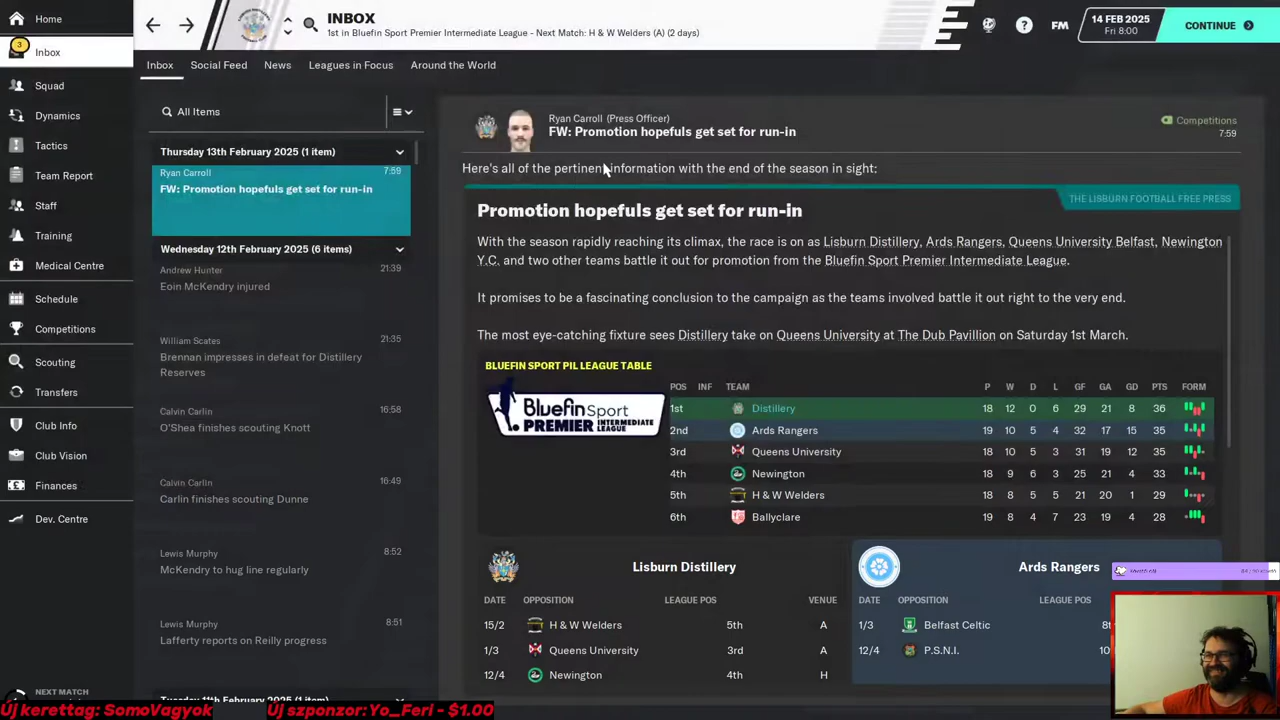 Home
INBOX
1st in Bluefin Sport Premier Intermediate League - Next Match: H & W Welders (A) (2 days)
FM
14 FEB 2025
Fri 8:00
CONTINUE
3
Inbox
Squad
Dynamics
Tactics
Team Report
Staff
Training
Medical Centre
Schedule
Competitions
Scouting
Transfers
Club Info
Club Vision
Finances
Dev. Centre
NEXT MATCH
Inbox
Social Feed
News
Leagues in Focus
Around the World
All Items
Thursday 13th February 2025 (1 item)
Ryan Carroll 7:59
FW: Promotion hopefuls get set for run-in
Wednesday 12th February 2025 (6 items)
Andrew Hunter 21:39
Eoin McKendry injured
William Scates 21:35
Brennan impresses in defeat for Distillery
Reserves
Calvin Carlin 16:58
O'Shea finishes scouting Knott
Calvin Carlin 16:49
Carlin finishes scouting Dunne
Lewis Murphy 8:52
McKendry to hug line regularly
Lewis Murphy 8:51
Lafferty reports on Reilly progress
Tuesday 11th February 2025 (1 item)
Ryan Carroll (Press Officer)
FW: Promotion hopefuls get set for run-in
Competitions
7:59
Here's all of the pertinent information with the end of the season in sight:
THE LISBURN FOOTBALL FREE PRESS
Promotion hopefuls get set for run-in
With the season rapidly reaching its climax, the race is on as Lisburn Distillery, Ards Rangers, Queens University Belfast, Newington
Y.C. and two other teams battle it out for promotion from the Bluefin Sport Premier Intermediate League.
It promises to be a fascinating conclusion to the campaign as the teams involved battle it out right to the very end.
The most eye-catching fixture sees Distillery take on Queens University at The Dub Pavilion on Saturday 1st March.
BLUEFIN SPORT PIL LEAGUE TABLE
Bluefin Sport
PREMIER INTERMEDIATE LEAGUE
POS INF TEAM P W D L GF GA GD PTS FORM
1st Distillery 18 12 0 6 29 21 8 36
2nd Ards Rangers 19 10 5 4 32 17 15 35
3rd Queens University 18 10 5 3 31 19 12 35
4th Newington 18 9 6 3 25 21 4 33
5th H & W Welders 18 8 5 5 21 20 1 29
6th Ballyclare 19 8 4 7 23 19 4 28
Lisburn Distillery
DATE OPPOSITION LEAGUE POS VENUE
15/2 H & W Welders 5th A
1/3 Queens University 3rd A
12/4 Newington 4th H
Ards Rangers
DATE OPPOSITION LEAGUE POS
1/3 Belfast Celtic
12/4 P.S.N.I.
Új kerettag: SomoVagyok
Új szponzor: Yo_Feri - $1.00